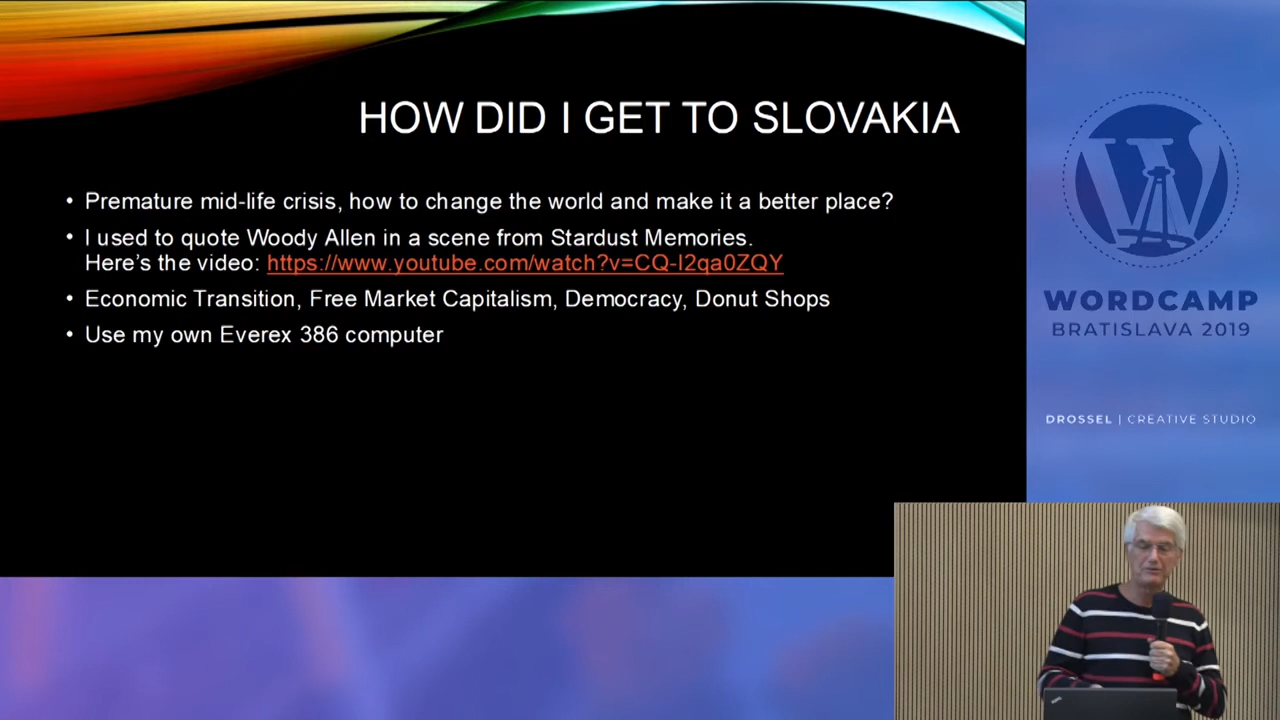 HOW DID I GET TO SLOVAKIA
• Premature mid-life crisis, how to change the world and make it a better place?
• I used to quote Woody Allen in a scene from Stardust Memories.
Here's the video: https://www.youtube.com/watch?v=CQ-I2qa0ZQY
• Economic Transition, Free Market Capitalism, Democracy, Donut Shops
• Use my own Everex 386 computer
WORDCAMP
BRATISLAVA 2019
DROSSEL | CREATIVE STUDIO